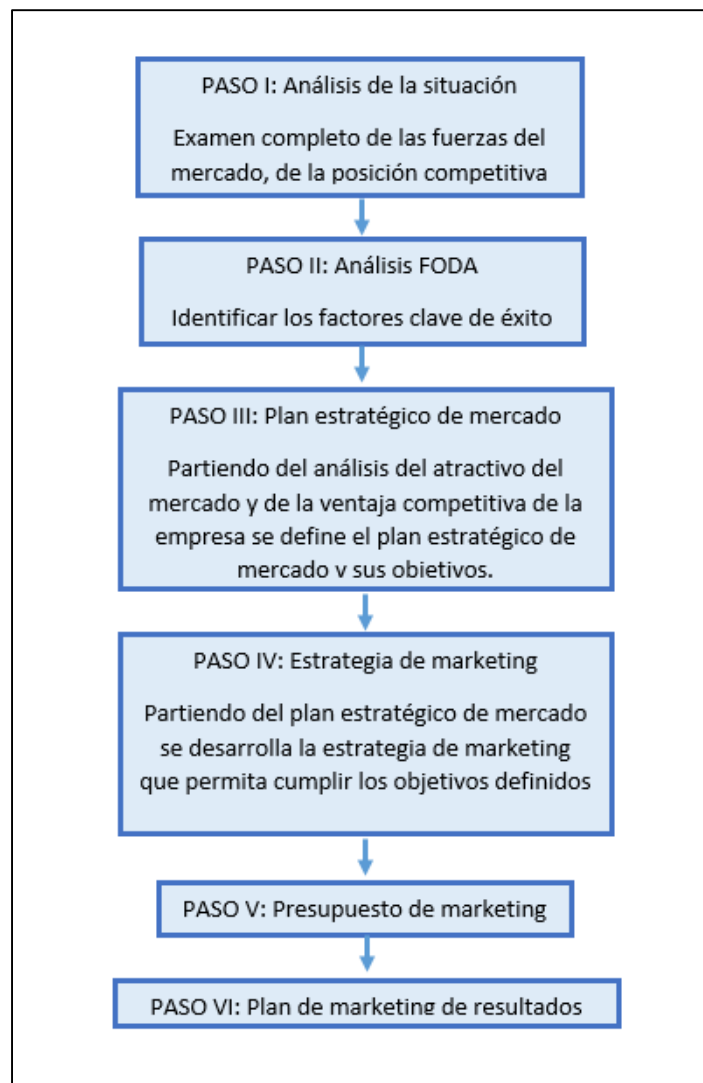 PASO I: Análisis de la situación
Examen completo de las fuerzas del
mercado, de la posición competitiva
PASO II: Análisis FODA
Identificar los factores clave de éxito
PASO III: Plan estratégico de mercado
Partiendo del análisis del atractivo del
mercado y de la ventaja competitiva de la
empresa se define el plan estratégico de
mercado y sus objetivos.
PASO IV: Estrategia de marketing
Partiendo del plan estratégico de mercado
se desarrolla la estrategia de marketing
que permita cumplir los objetivos definidos
PASO V: Presupuesto de marketing
PASO VI: Plan de marketing de resultados